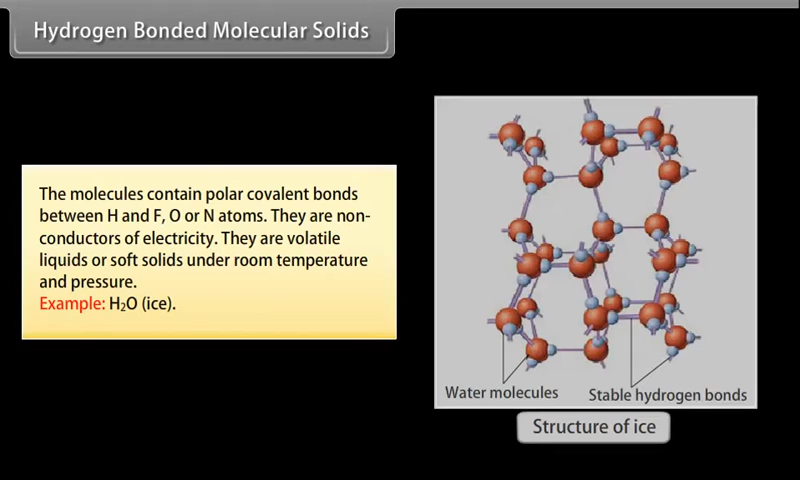 Hydrogen Bonded Molecular Solids
The molecules contain polar covalent bonds
between H and F, O or N atoms. They are non-
conductors of electricity. They are volatile
liquids or soft solids under room temperature
and pressure.
Example: H₂O (ice).
Water molecules
Stable hydrogen bonds
Structure of ice